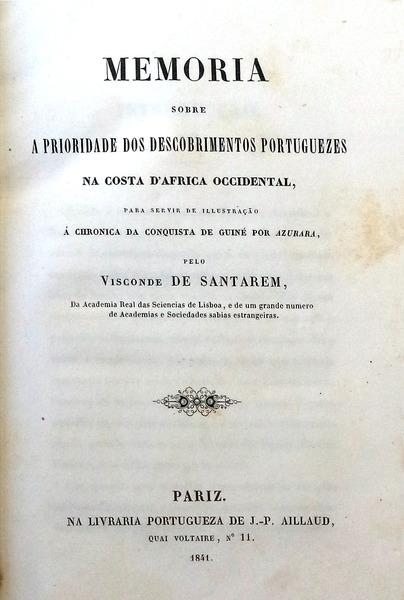 MEMORIA
SOBRE
A PRIORIDADE DOS DESCOBRIMENTOS PORTUGUEZES
NA COSTA D'AFRICA OCCIDENTAL,
PARA SERVIR DE ILLUSTRAÇÃO
Á CHRONICA DA CONQUISTA DE GUINÉ POR AZURARA,
PELO
VISCONDE DE SANTAREM,
Da Academia Real das Sciencias de Lisboa, e de um grande numero
de Academias e Sociedades sabias estrangeiras.
PARIZ.
NA LIVRARIA PORTUGUEZA DE J.-P. AILLAUD,
QUAI VOLTAIRE, Nº 11.
1841.